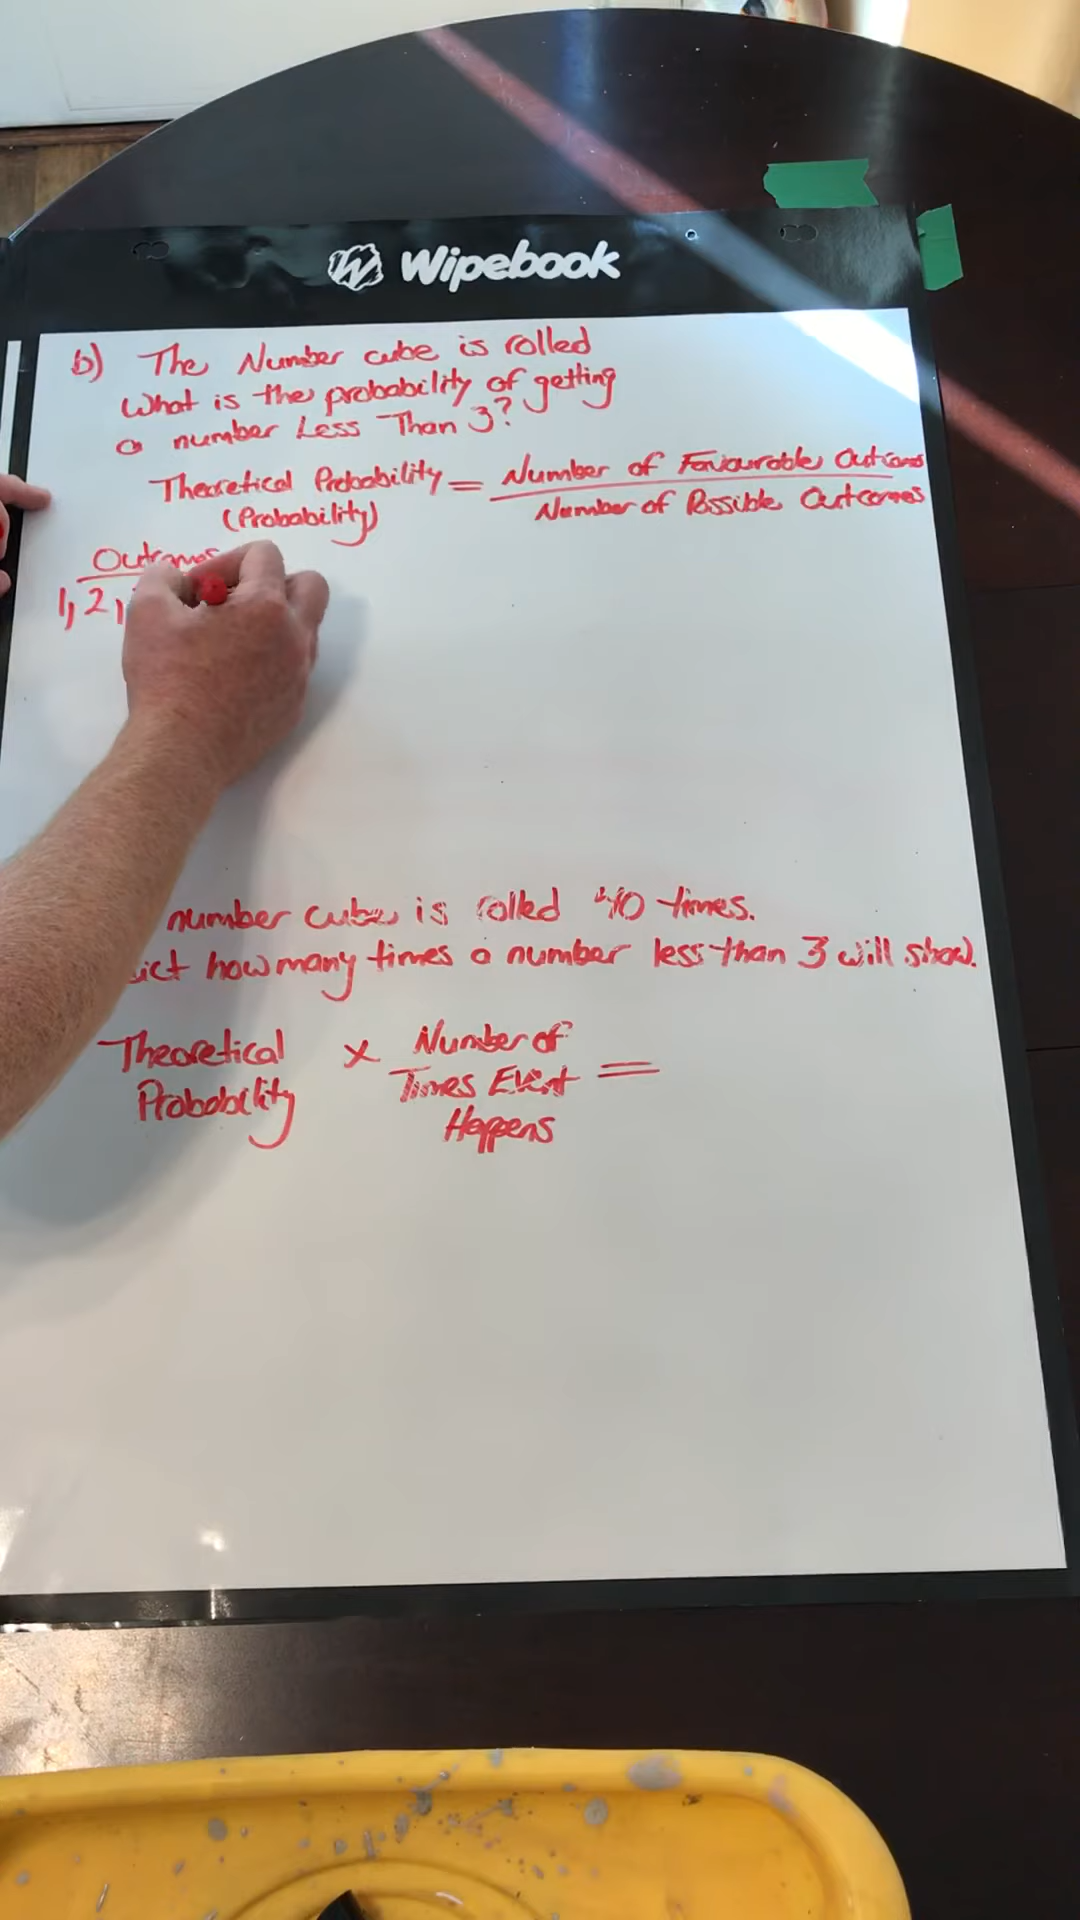 Wipebook
b) The Number cube is rolled
What is the probability of getting
a number Less Than 3?
Theoretical Probability = Number of Favourable Outcomes
(Probability) Number of Possible Outcomes
Outcomes
1, 2,
number cube is rolled 40 times.
how many times a number less than 3 will show.
Theoretical × Number of
Probability Times Event =
Happens